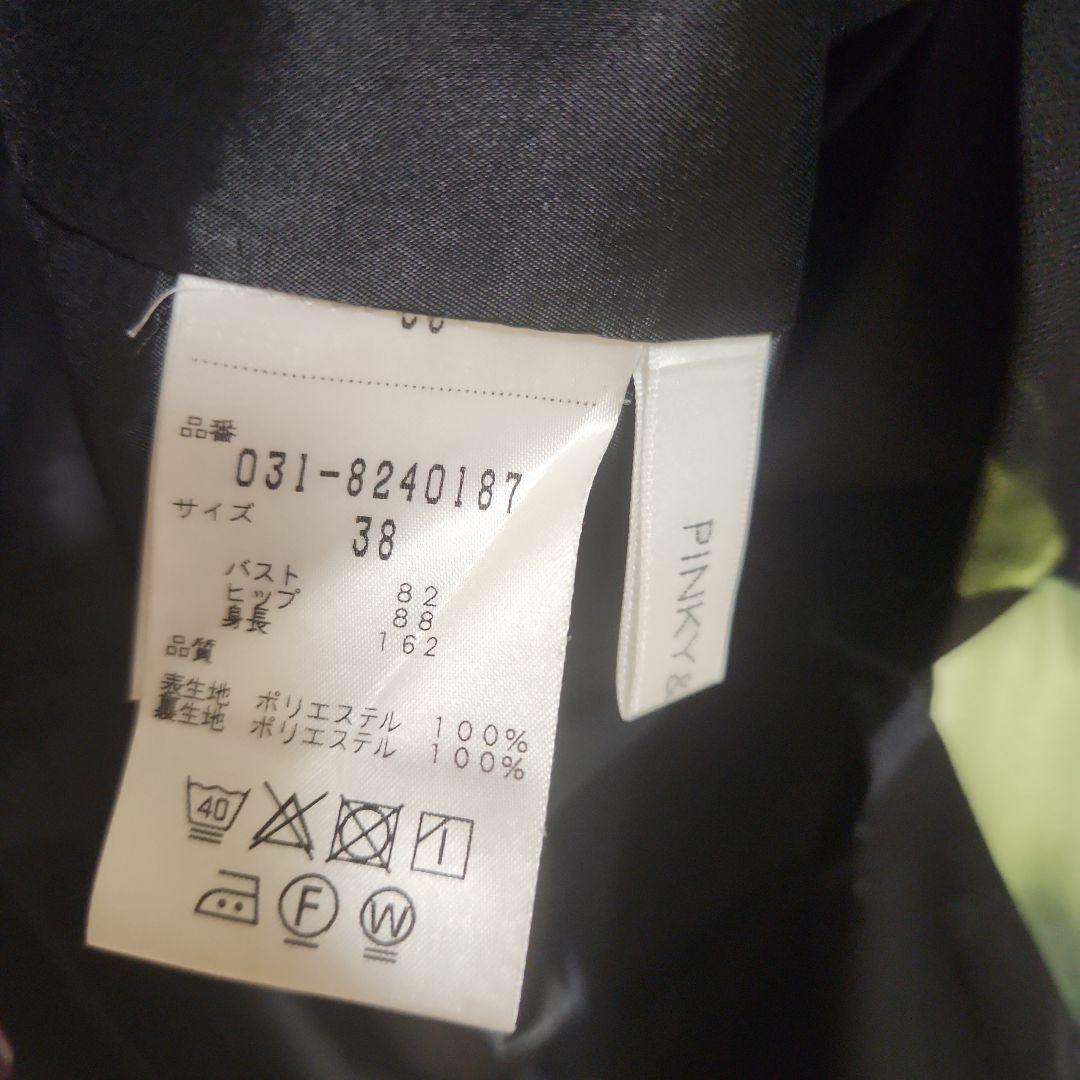 品番
031-8240187
サイズ
38
バスト 82
ヒップ 88
身長 162
品質
表生地 ポリエステル 100%
裏生地 ポリエステル 100%
40
F
W
PINKY &